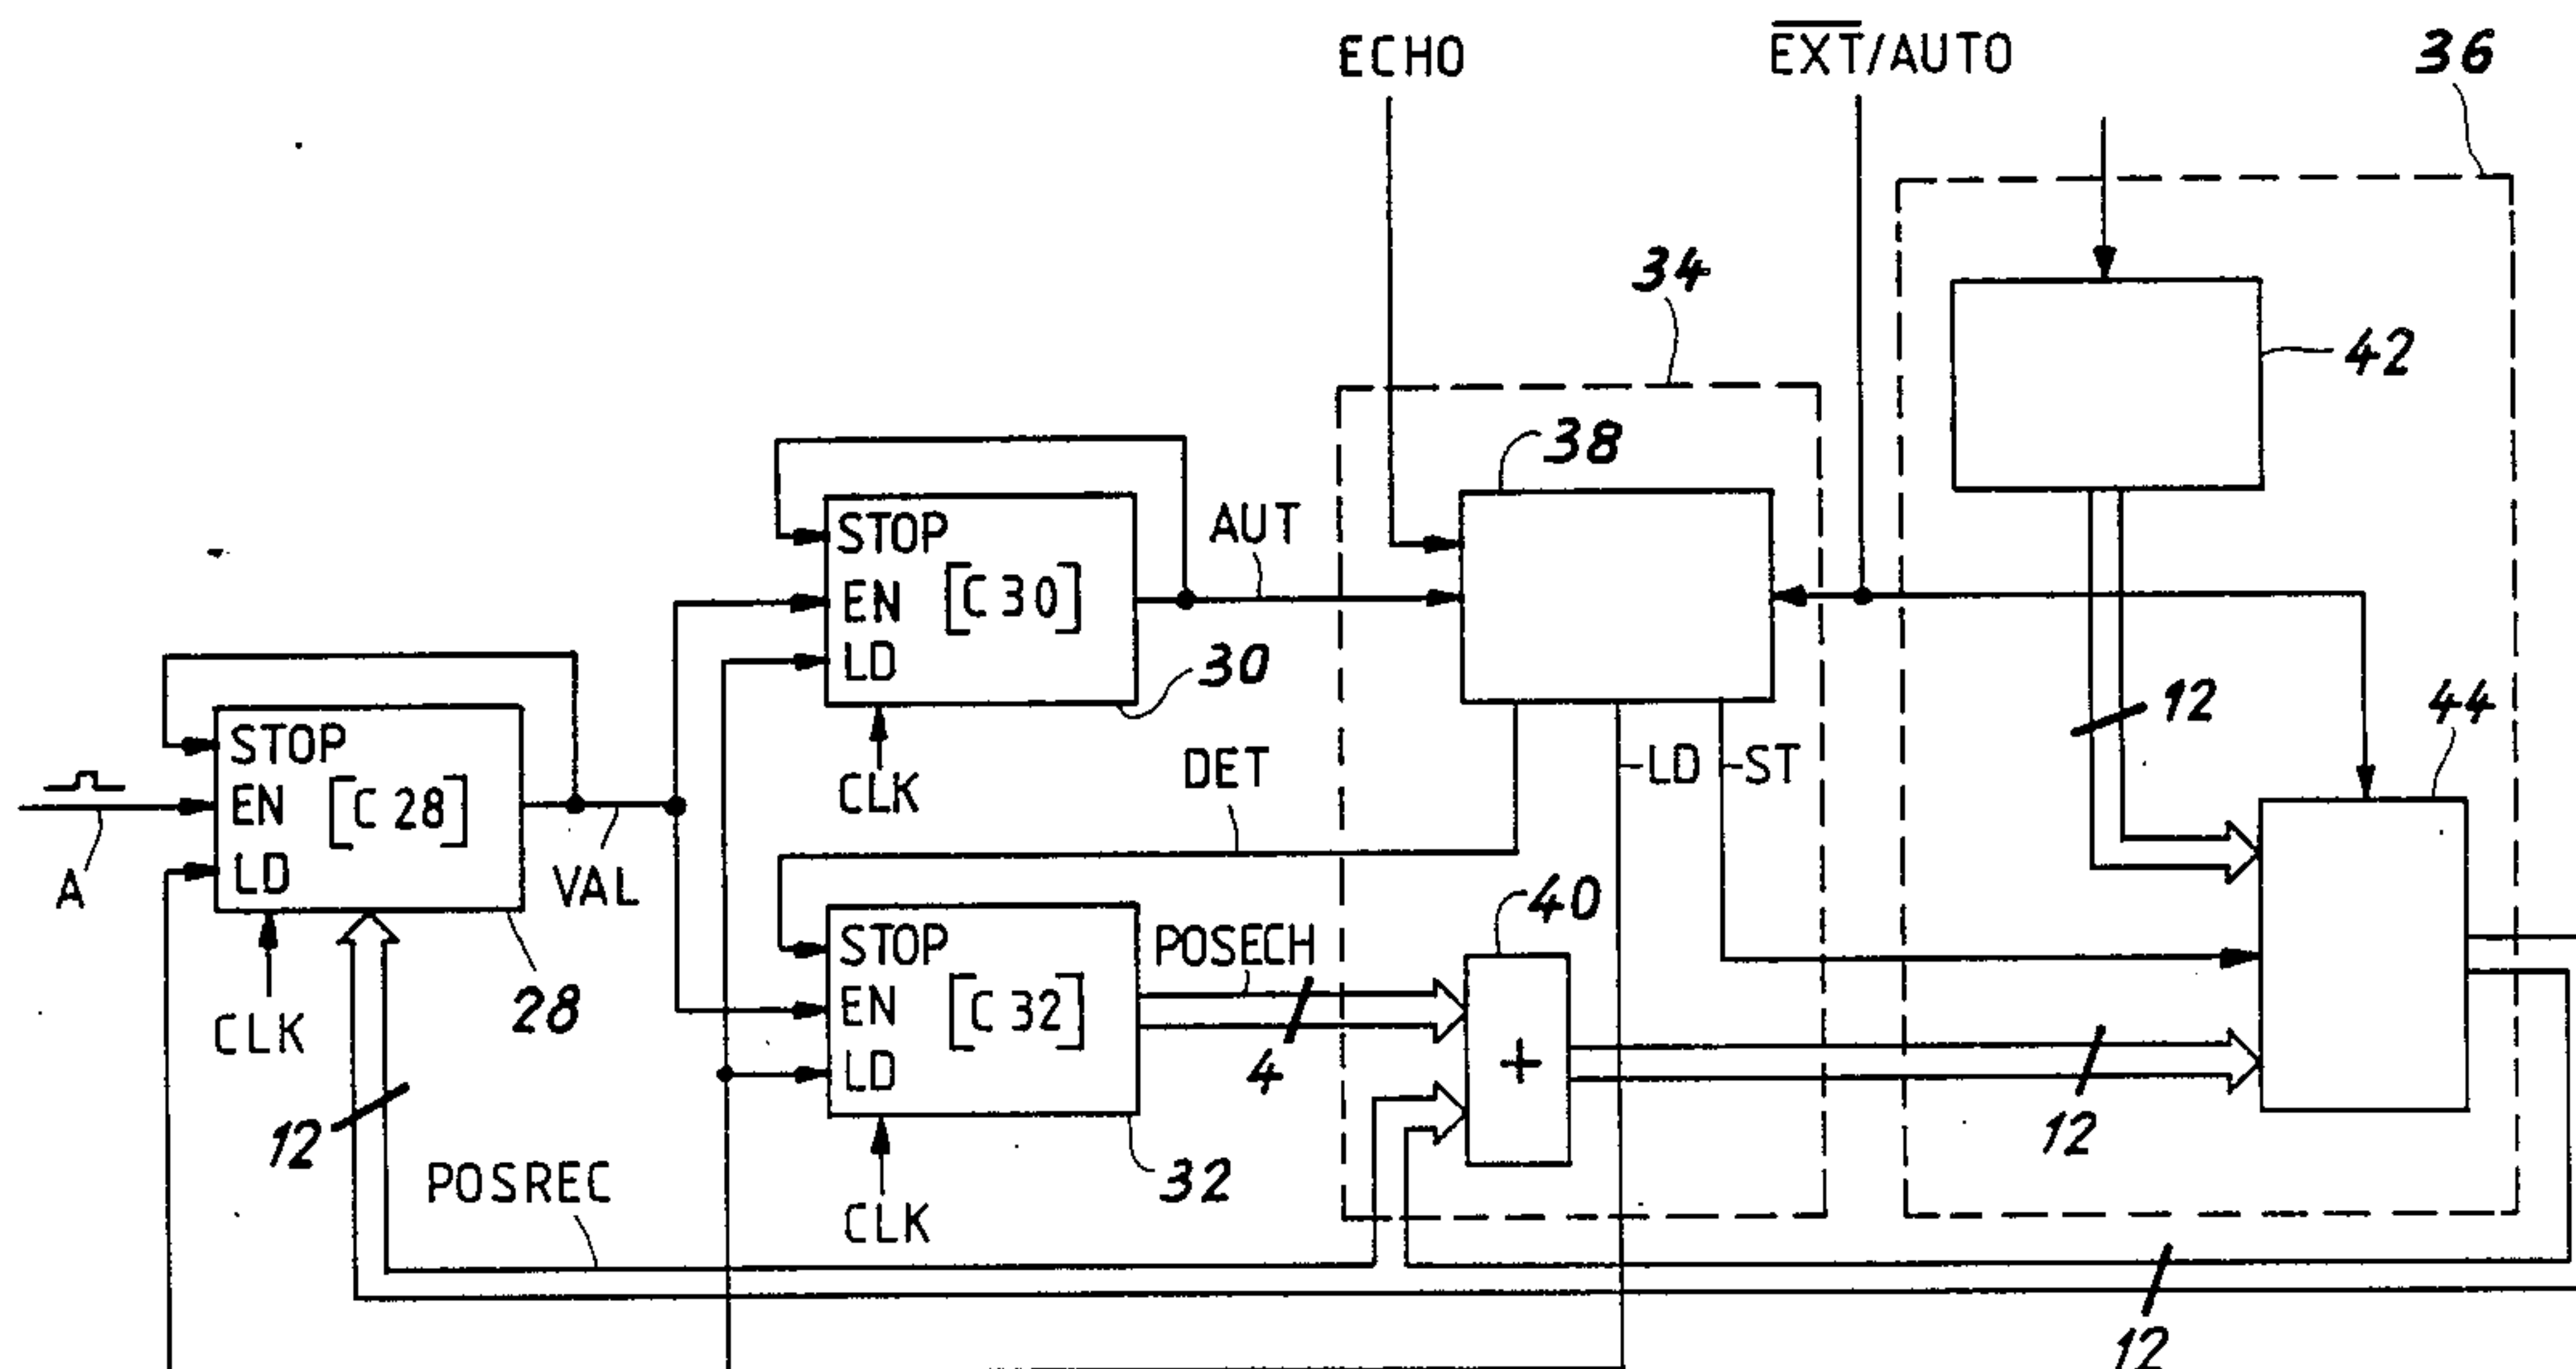 ECHO
EXT/AUTO
36
34
42
38
STOP
EN
LD
[C 30]
AUT
30
CLK
12
44
STOP
EN
LD
[C 28]
A
VAL
28
CLK
DET
LD
ST
40
STOP
EN
LD
[C 32]
POSECH
4
+
12
32
CLK
12
POSREC
12